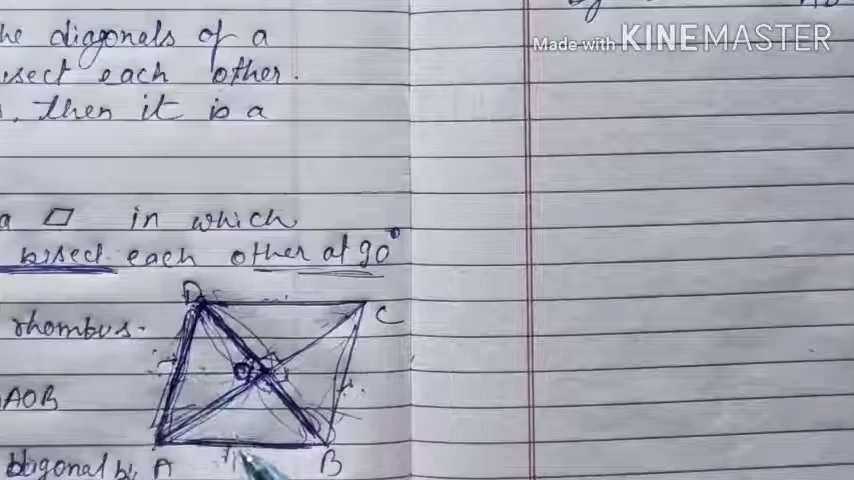 he diagonals of a
isect each other.
s. then it is a
a ▱ in which
bisect each other at 90°
D
C
rhombus.
O
AOB
diagonal bi
A
B
Made with KINEMASTER